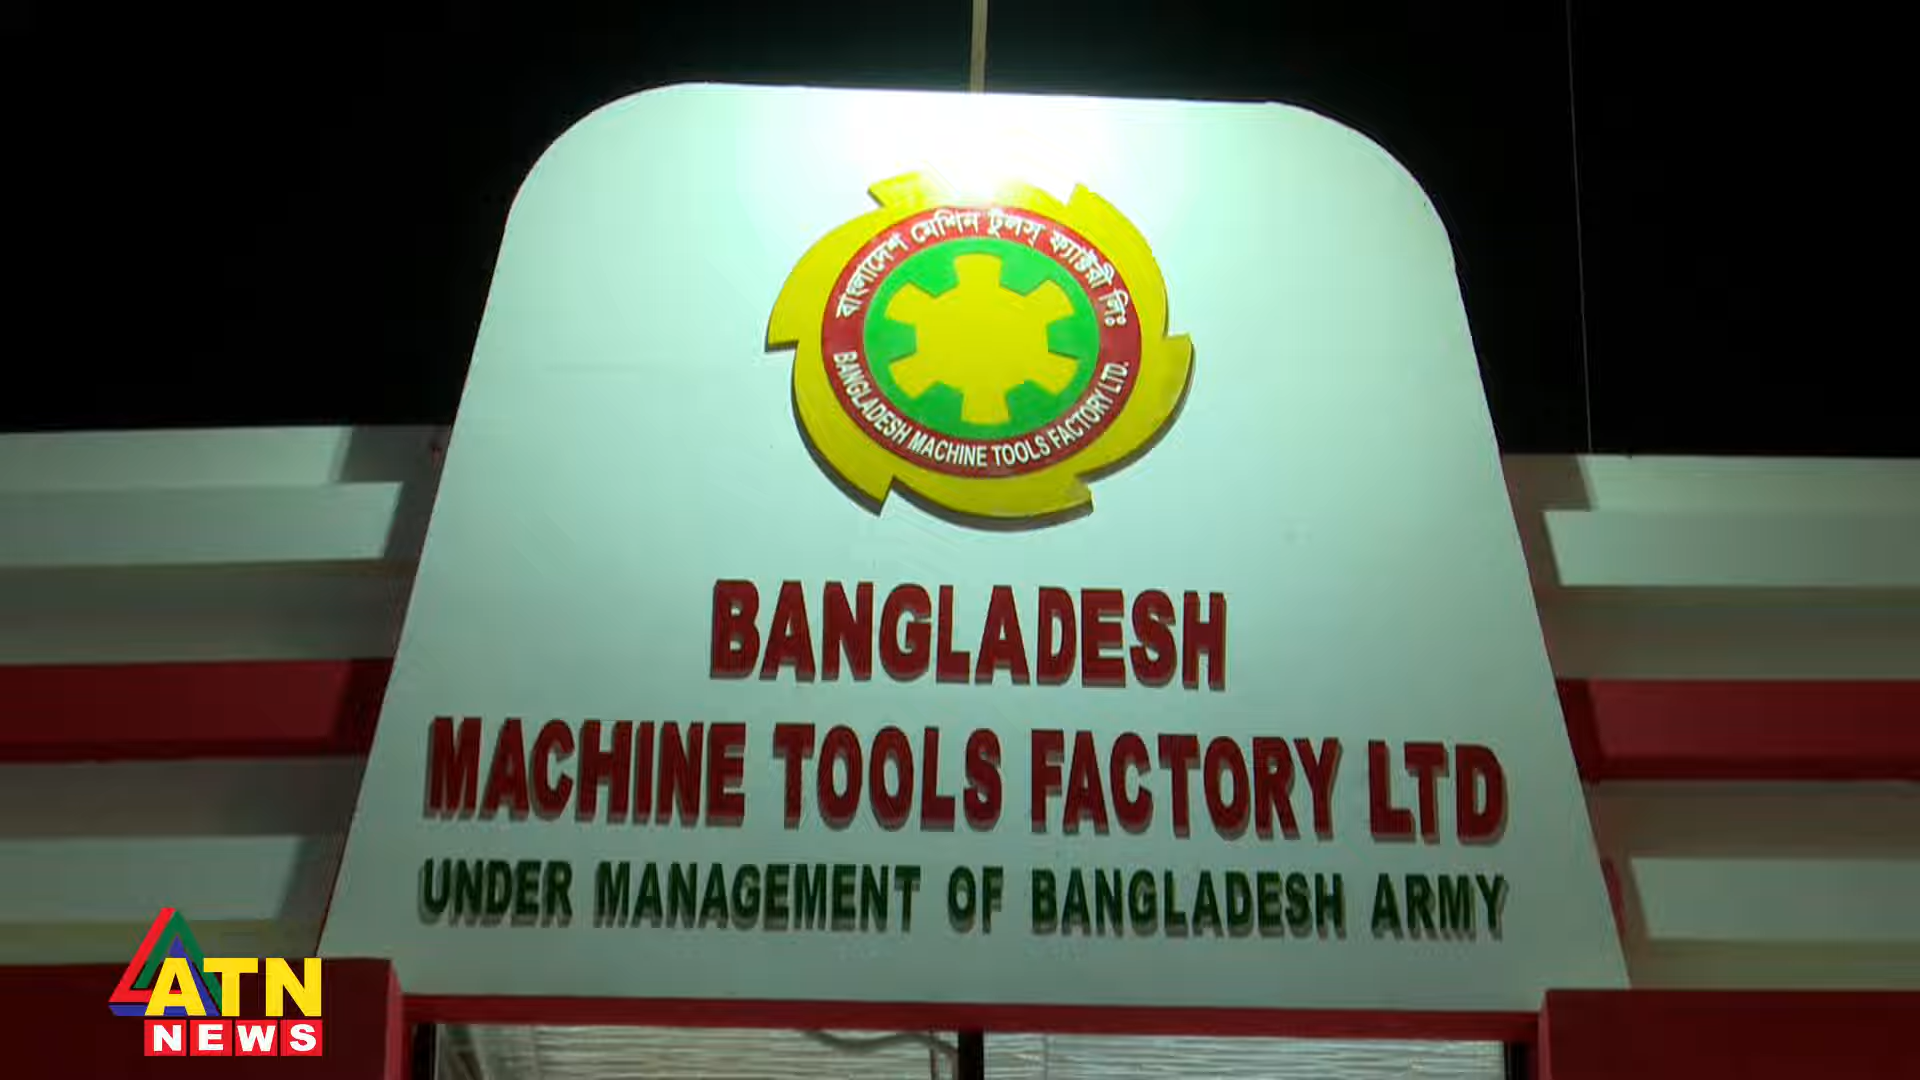 বাংলাদেশ মেশিন টুলস্ ফ্যাক্টরী লিঃ
BANGLADESH MACHINE TOOLS FACTORY LTD.
BANGLADESH
MACHINE TOOLS FACTORY LTD
UNDER MANAGEMENT OF BANGLADESH ARMY
ATN
NEWS